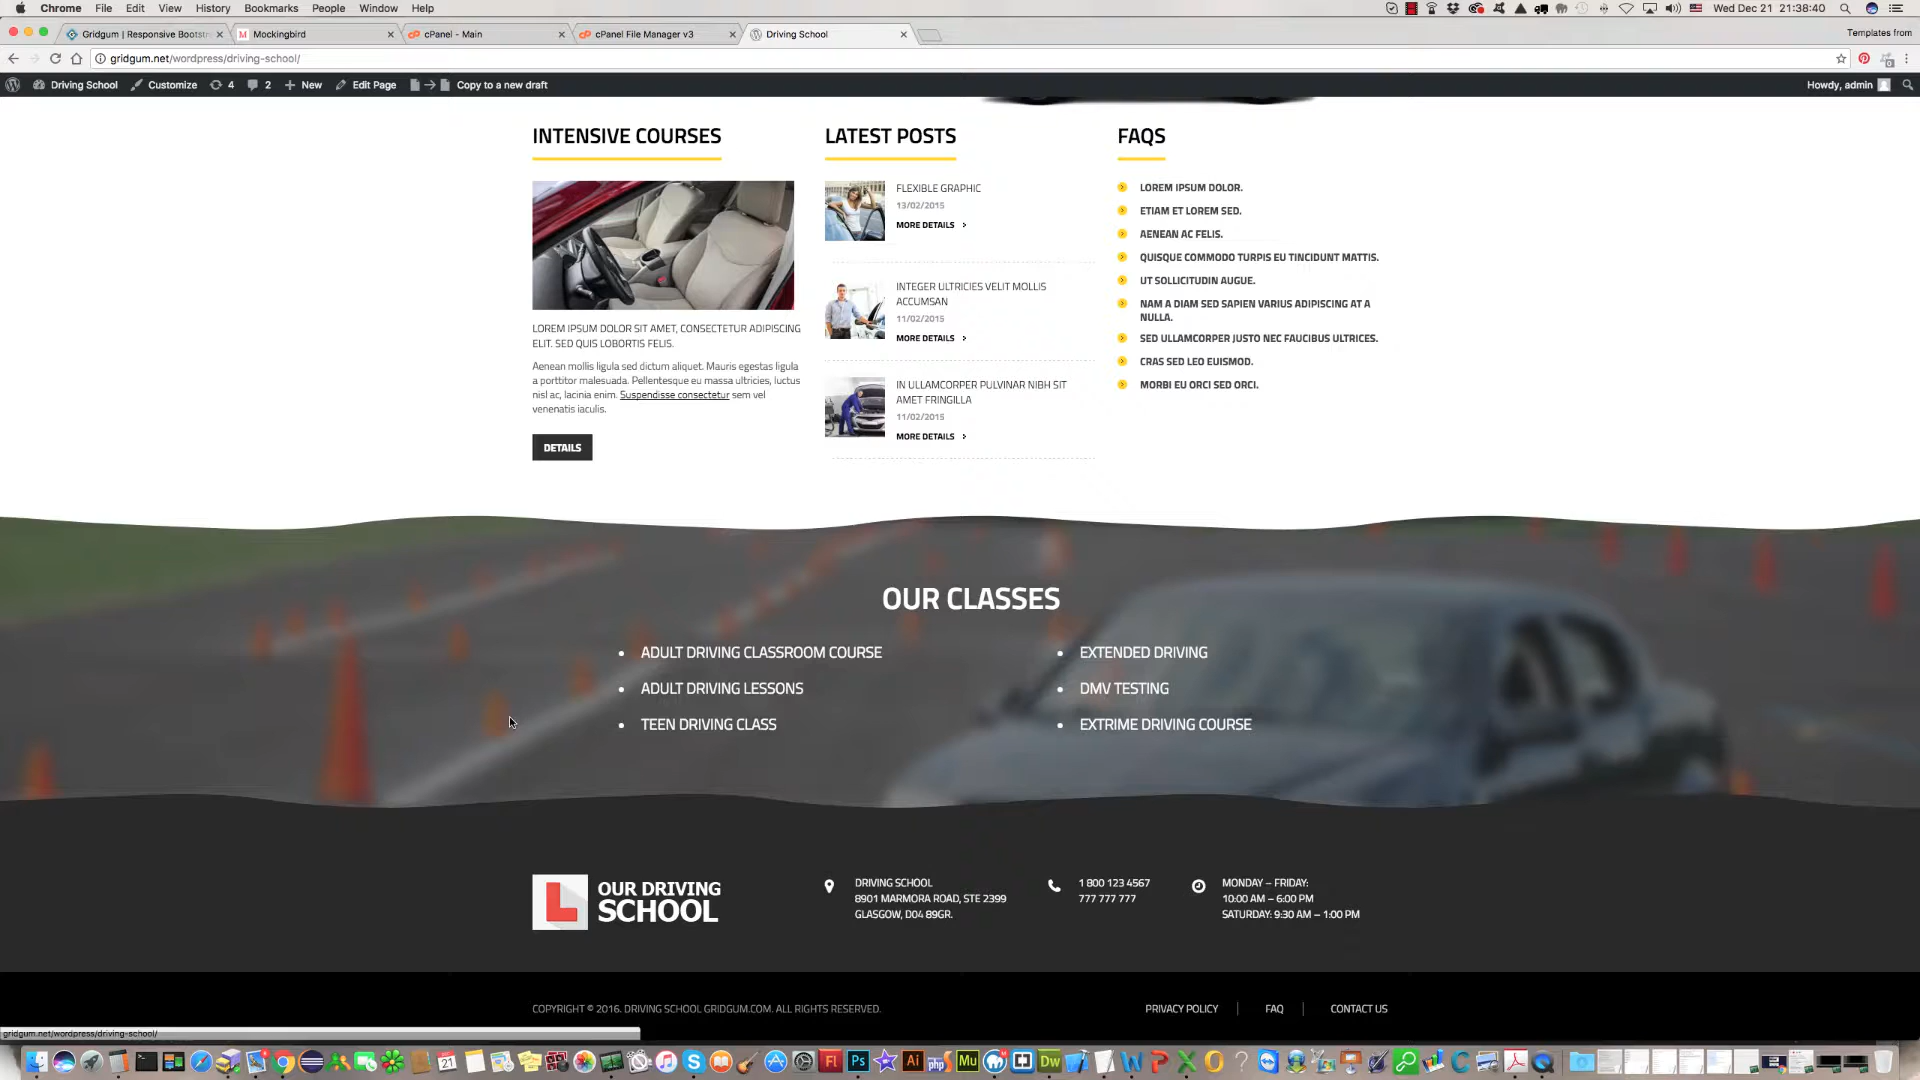 Chrome File Edit View History Bookmarks People Window Help
Wed Dec 21 21:38:40
Gridgum | Responsive Bootstr
Mockingbird
cPanel - Main
cPanel File Manager v3
Driving School
Templates from
gridgum.net/wordpress/driving-school/
Driving School
Customize
4
2
New
Edit Page
Copy to a new draft
Howdy, admin
INTENSIVE COURSES
LOREM IPSUM DOLOR SIT AMET, CONSECTETUR ADIPISCING
ELIT. SED QUIS LOBORTIS FELIS.
Aenean mollis ligula sed dictum aliquet. Mauris egestas ligula
a porttitor malesuada. Pellentesque eu massa ultricies, luctus
nisl ac, lacinia enim. Suspendisse consectetur sem vel
venenatis iaculis.
DETAILS
LATEST POSTS
FLEXIBLE GRAPHIC
13/02/2015
MORE DETAILS
INTEGER ULTRICIES VELIT MOLLIS
ACCUMSAN
11/02/2015
MORE DETAILS
IN ULLAMCORPER PULVINAR NIBH SIT
AMET FRINGILLA
11/02/2015
MORE DETAILS
FAQS
LOREM IPSUM DOLOR.
ETIAM ET LOREM SED.
AENEAN AC FELIS.
QUISQUE COMMODO TURPIS EU TINCIDUNT MATTIS.
UT SOLLICITUDIN AUGUE.
NAM A DIAM SED SAPIEN VARIUS ADIPISCING AT A
NULLA.
SED ULLAMCORPER JUSTO NEC FAUCIBUS ULTRICES.
CRAS SED LEO EUISMOD.
MORBI EU ORCI SED ORCI.
OUR CLASSES
ADULT DRIVING CLASSROOM COURSE
ADULT DRIVING LESSONS
TEEN DRIVING CLASS
EXTENDED DRIVING
DMV TESTING
EXTRIME DRIVING COURSE
L
OUR DRIVING
SCHOOL
DRIVING SCHOOL
8901 MARMORA ROAD, STE 2399
GLASGOW, D04 89GR.
1 800 123 4567
777 777 777
MONDAY – FRIDAY:
10:00 AM – 6:00 PM
SATURDAY: 9:30 AM – 1:00 PM
COPYRIGHT © 2016. DRIVING SCHOOL GRIDGUM.COM. ALL RIGHTS RESERVED.
PRIVACY POLICY
FAQ
CONTACT US
gridgum.net/wordpress/driving-school/
21
Fl
Ps
Ai
php
Mu
Dw